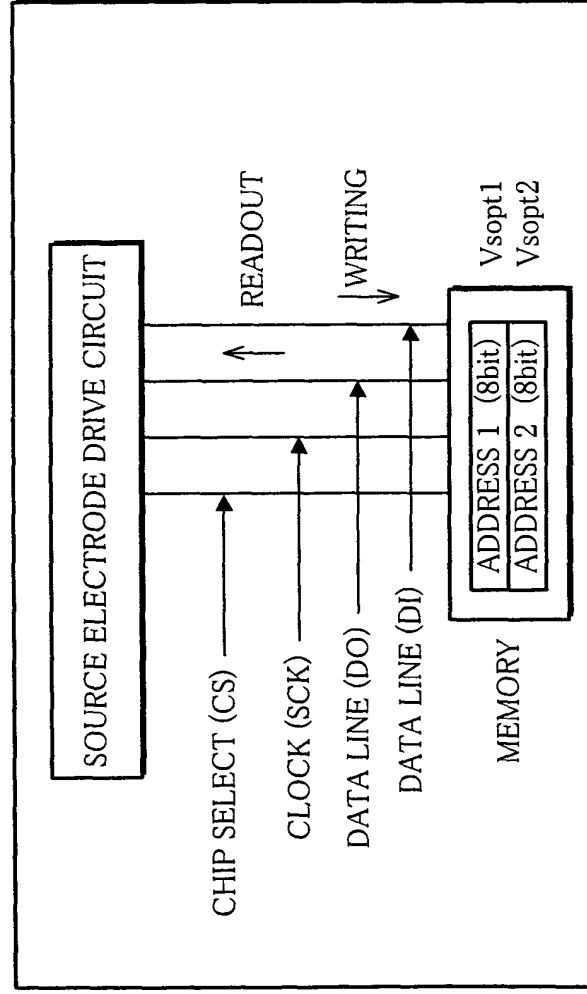 SOURCE ELECTRODE DRIVE CIRCUIT
READOUT
WRITING
CHIP SELECT (CS)
CLOCK (SCK)
DATA LINE (DO)
DATA LINE (DI)
MEMORY
ADDRESS 1 (8bit)
ADDRESS 2 (8bit)
Vsopt1
Vsopt2